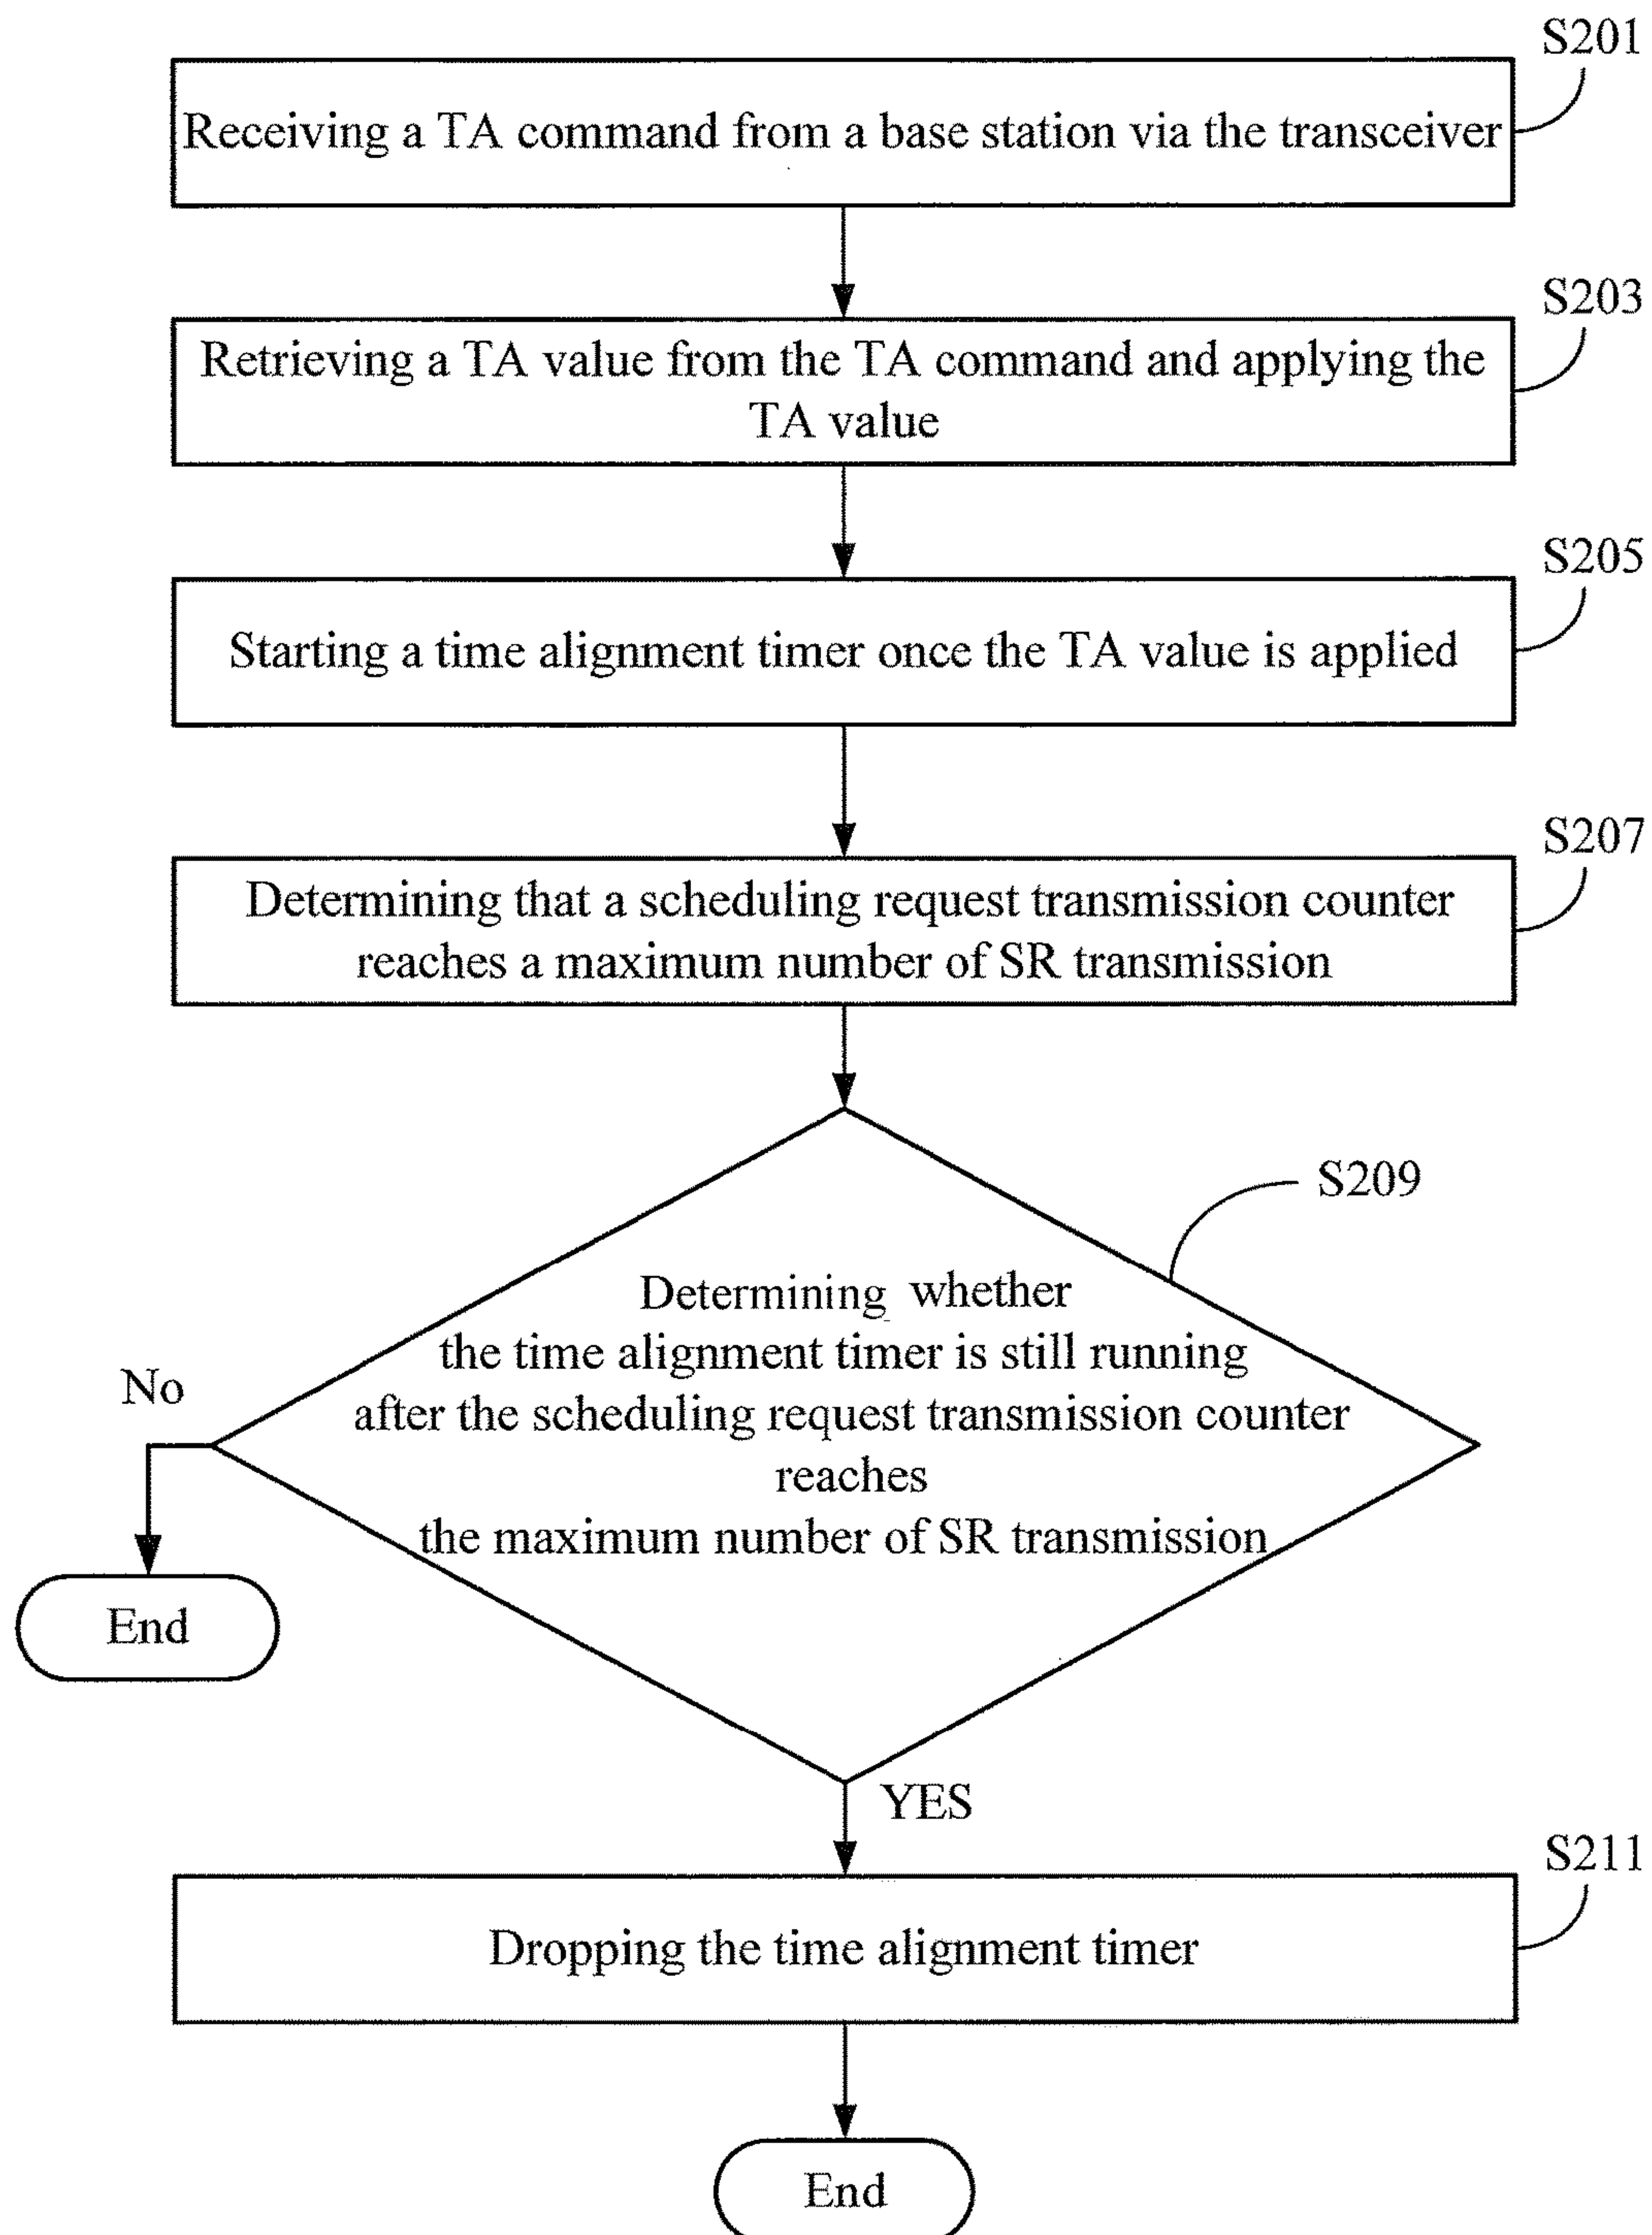 S201
Receiving a TA command from a base station via the transceiver
S203
Retrieving a TA value from the TA command and applying the
TA value
S205
Starting a time alignment timer once the TA value is applied
S207
Determining that a scheduling request transmission counter
reaches a maximum number of SR transmission
S209
Determining whether
the time alignment timer is still running
after the scheduling request transmission counter
reaches
the maximum number of SR transmission
No
End
YES
S211
Dropping the time alignment timer
End